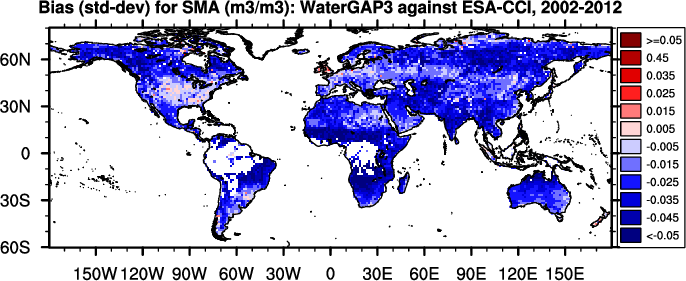 Bias (std-dev) for SMA (m3/m3): WaterGAP3 against ESA-CCI, 2002-2012
60N
30N
0
30S
60S
150W 120W 90W 60W 30W 0 30E 60E 90E 120E 150E
>=0.05
0.45
0.035
0.025
0.015
0.005
-0.005
-0.015
-0.025
-0.035
-0.045
<-0.05